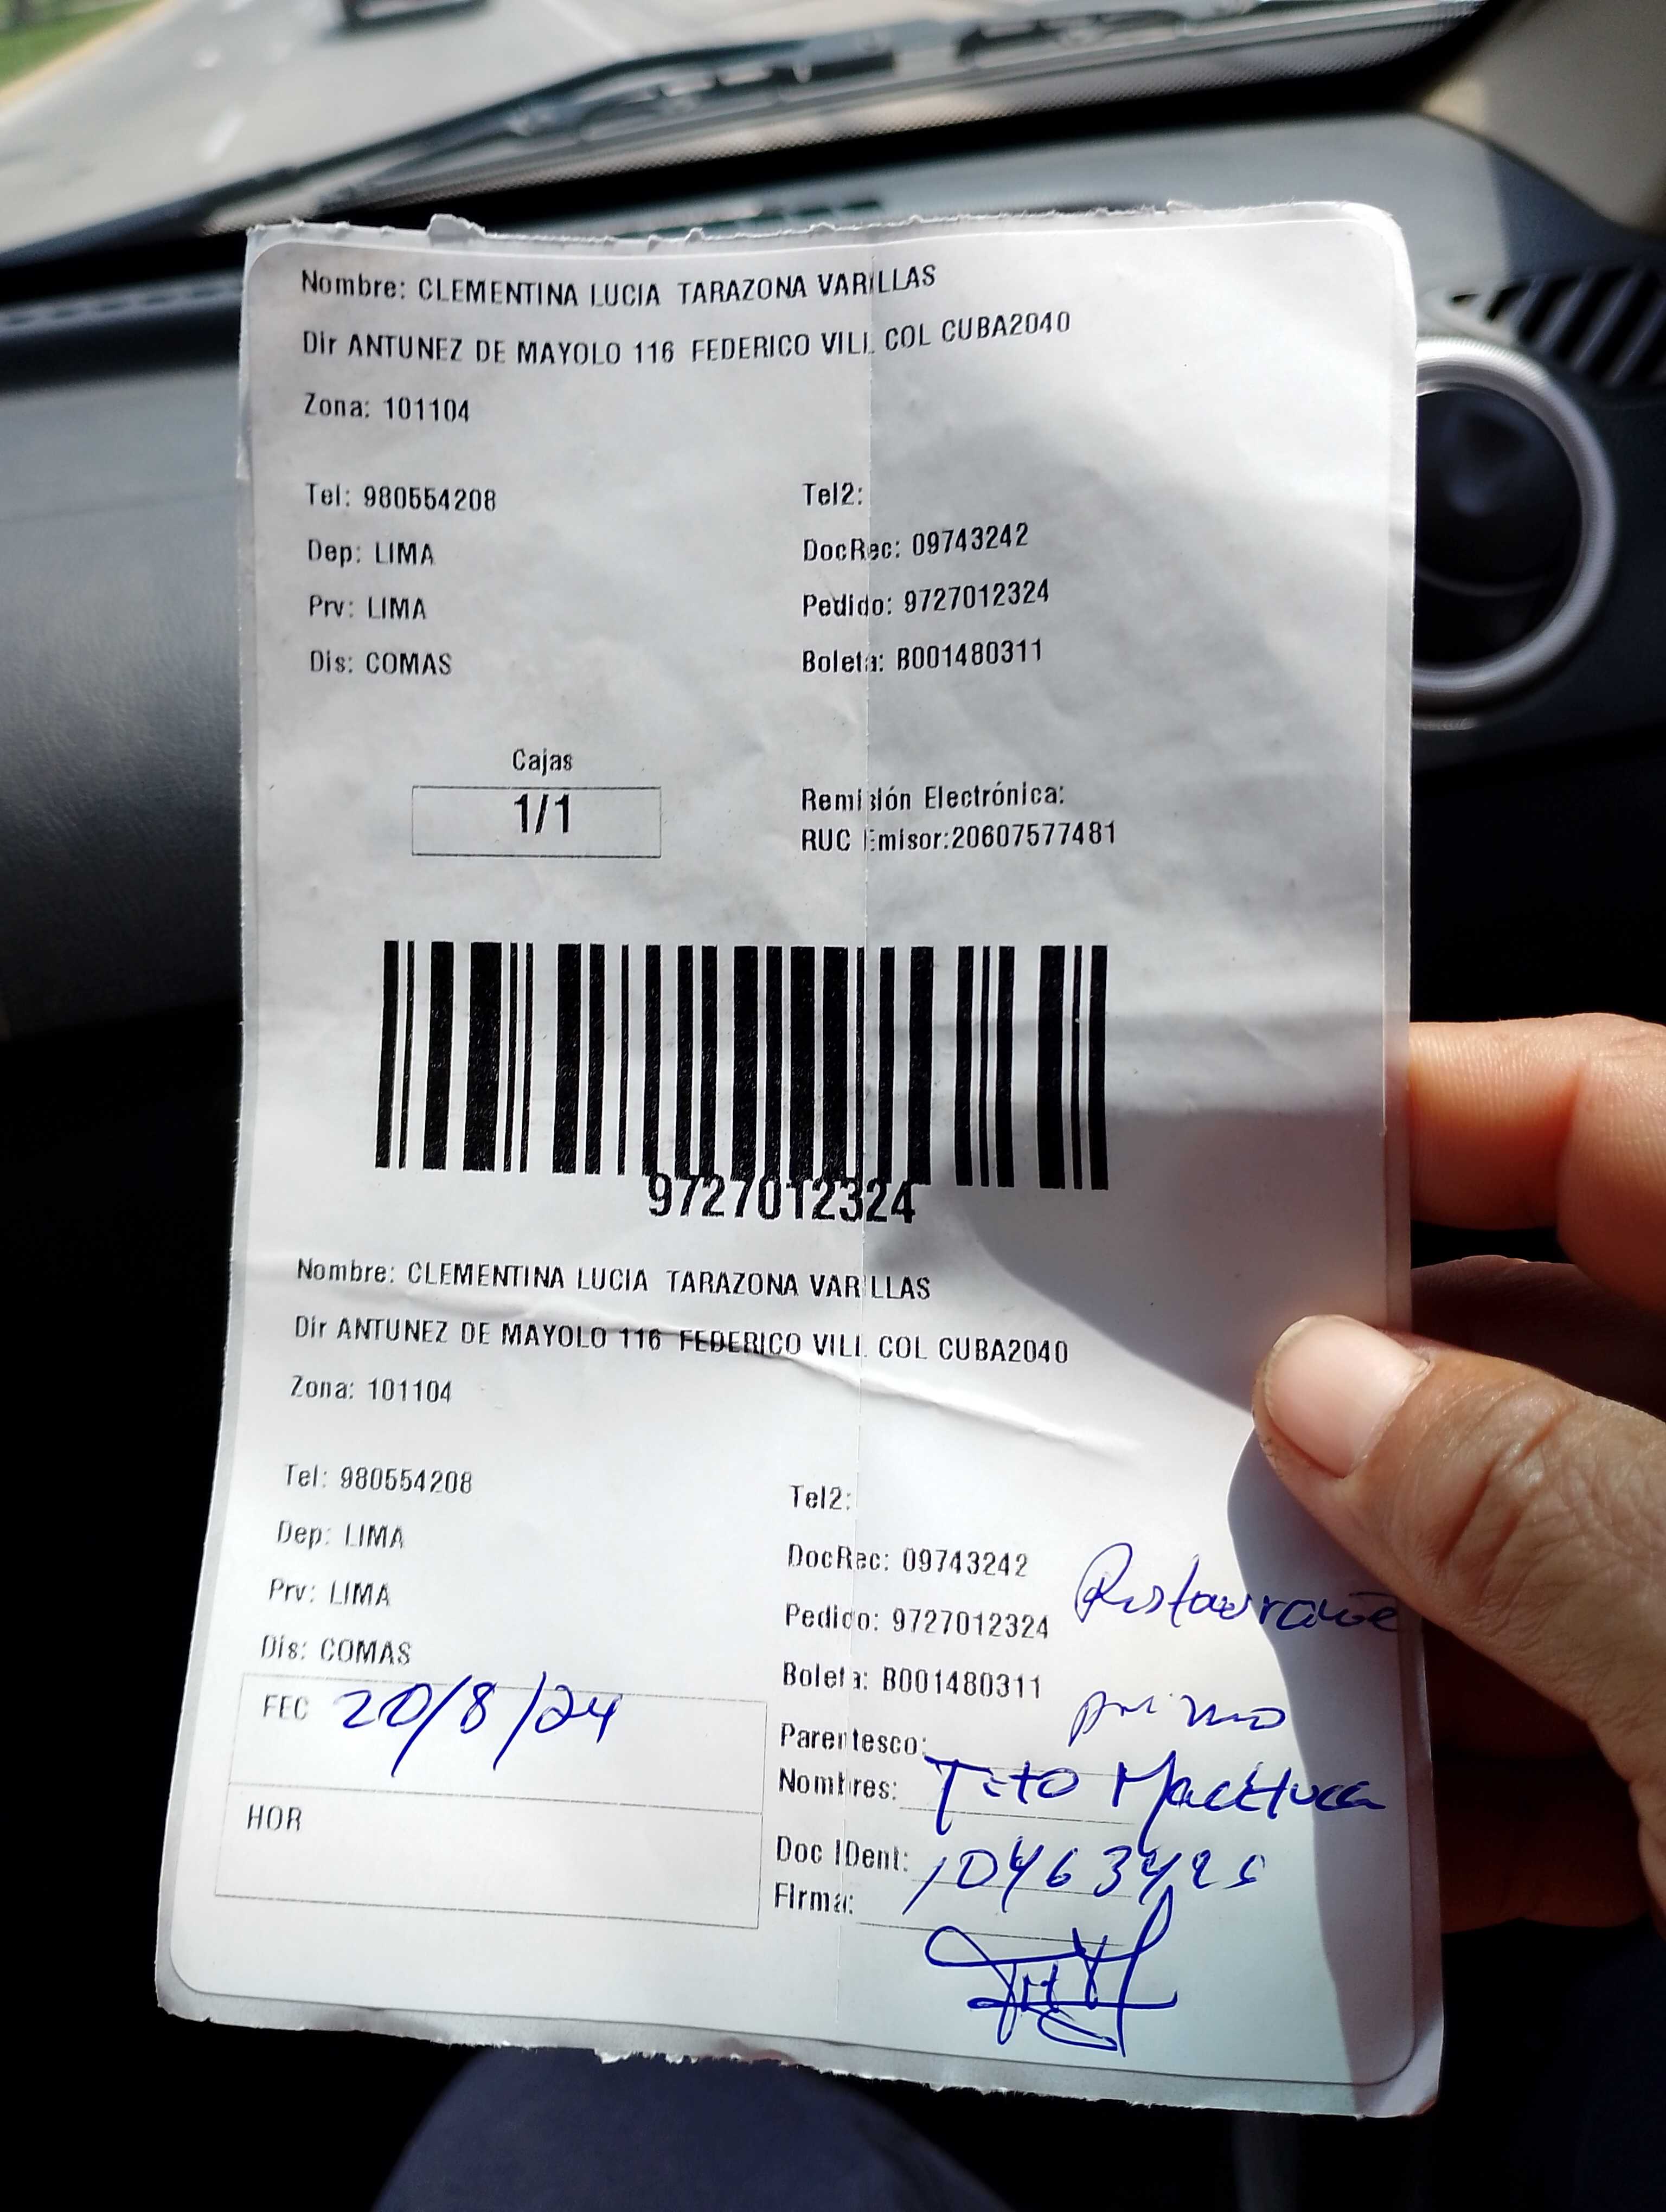 Nombre: CLEMENTINA LUCIA TARAZONA VARILLAS
Dir ANTUNEZ DE MAYOLO 116 FEDERICO VILL COL CUBA2040
Zona: 101104
Tel: 980554208 Tel2:
Dep: LIMA DocRec: 09743242
Prv: LIMA Pedido: 9727012324
Dis: COMAS Boleta: B001480311
Cajas
1/1
Remisión Electrónica:
RUC Emisor:20607577481
9727012324
Nombre: CLEMENTINA LUCIA TARAZONA VARILLAS
Dir ANTUNEZ DE MAYOLO 116 FEDERICO VILL COL CUBA2040
Zona: 101104
Tel: 980554208 Tel2:
Dep: LIMA DocRec: 09743242
Prv: LIMA Pedido: 9727012324
Dis: COMAS Boleta: B001480311
FEC 20/8/24
Parentesco: primo
Nombres: Tito
HOR
Doc IDent:
Firma: